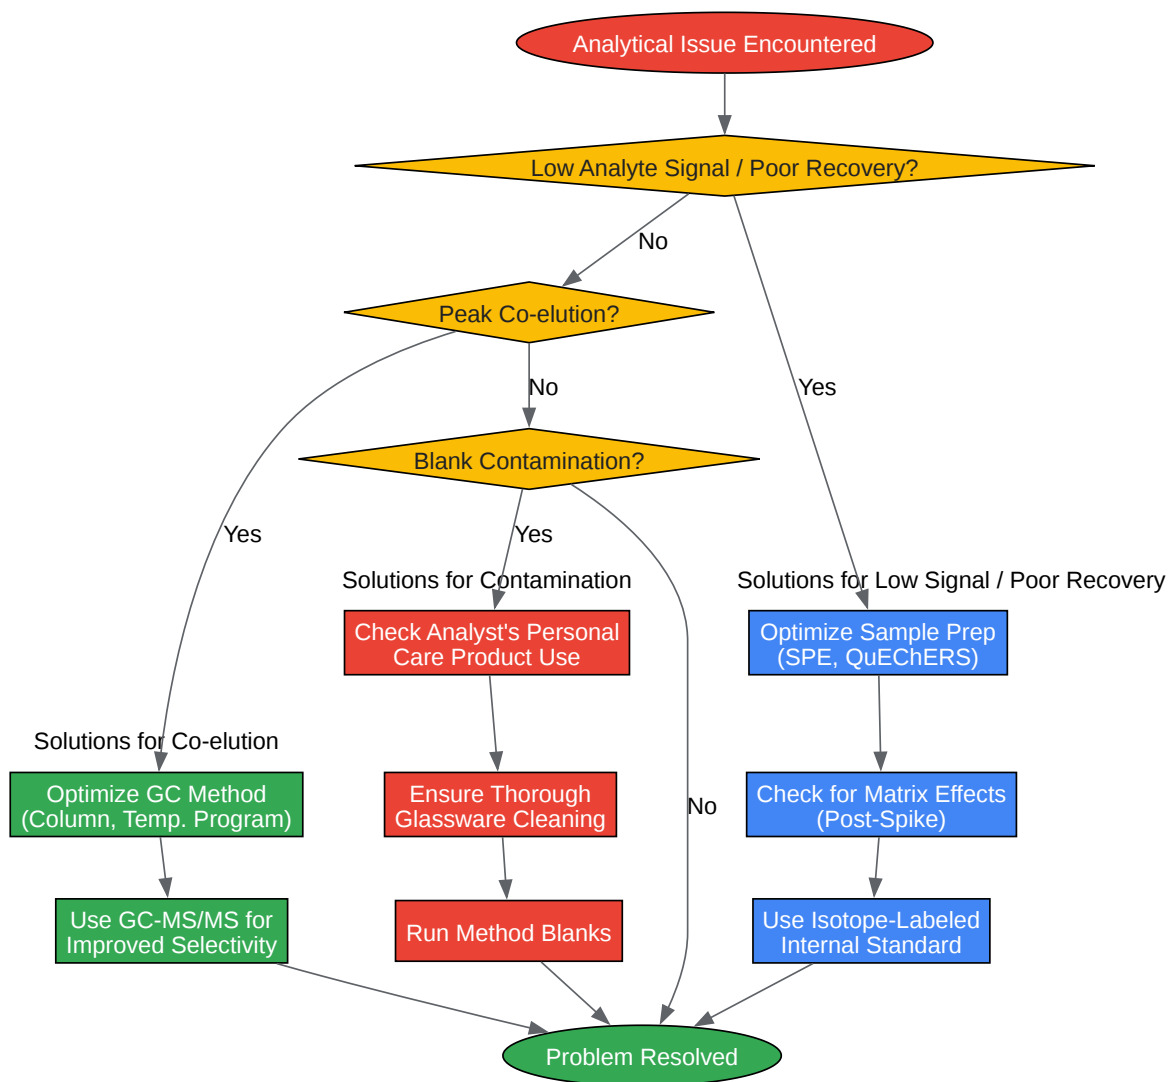 Analytical Issue Encountered
Low Analyte Signal / Poor Recovery?
No
Peak Co-elution?
No
Yes
Blank Contamination?
Yes
Yes
Solutions for Contamination
Solutions for Low Signal / Poor Recovery
Check Analyst's Personal
Care Product Use
Optimize Sample Prep
(SPE, QuEChERS)
Solutions for Co-elution
Optimize GC Method
(Column, Temp. Program)
Ensure Thorough
Glassware Cleaning
No
Check for Matrix Effects
(Post-Spike)
Use GC-MS/MS for
Improved Selectivity
Run Method Blanks
Use Isotope-Labeled
Internal Standard
Problem Resolved